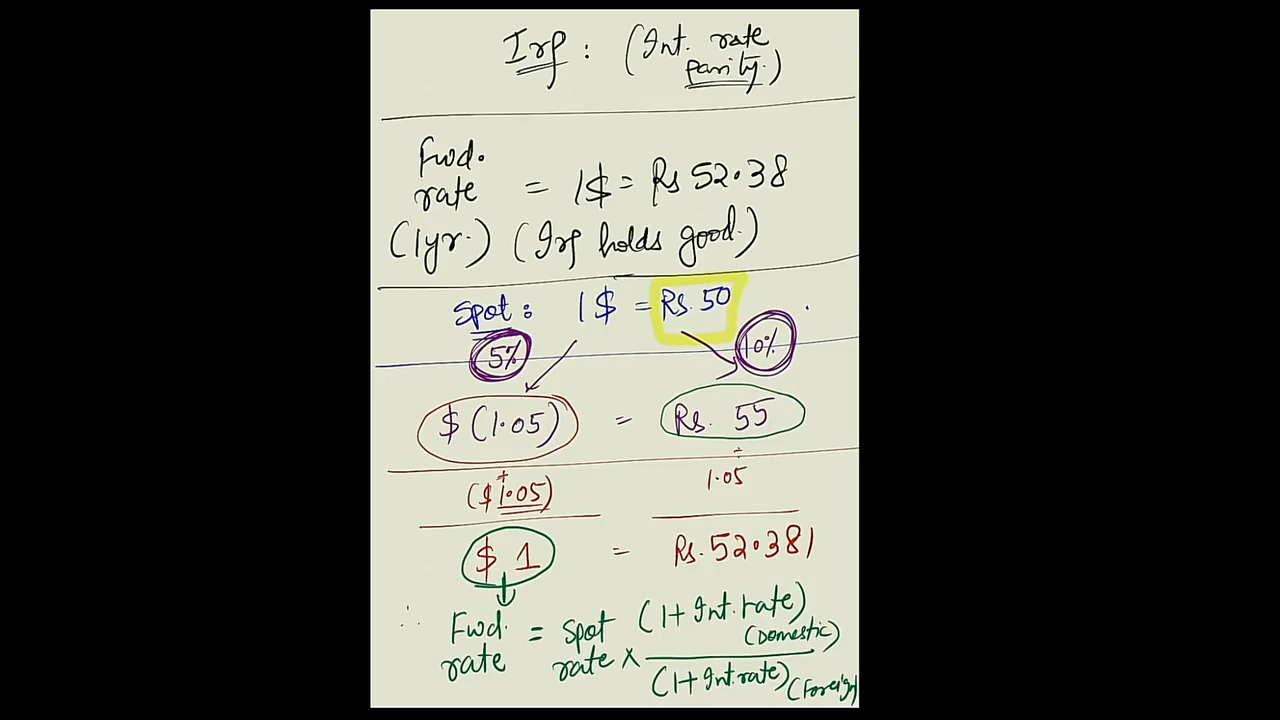 Irp : (Int. rate
parity.)
Fwd.
rate = 1$ = Rs 52.38
(1yr.) (Irp holds good.)
Spot: 1 $ = Rs. 50
5% 10%
$ (1.05) = Rs. 55
÷ ÷
($ 1.05) 1.05
$ 1 = Rs. 52.381
∴ Fwd. rate = Spot rate × (1+ Int. rate)
(Domestic)
(1+ Int. rate) (Foreign)